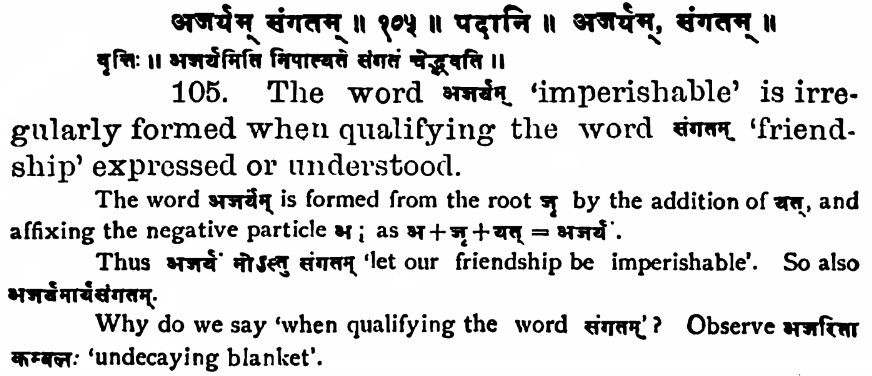 अजर्यम् संगतम् ॥ १०५ ॥ पदानि ॥ अजर्यम्, संगतम् ॥
वृत्तिः ॥ अजर्यमिति निपात्यते संगतं चेद्भवति ॥
105. The word अजर्यम् 'imperishable' is irre-
gularly formed when qualifying the word संगतम् 'friend-
ship' expressed or understood.
The word अजर्यम् is formed from the root जॄ by the addition of यत्, and
affixing the negative particle अ; as अ+जॄ+यत् = अजर्यं.
Thus अजर्यं नोऽस्तु संगतम् 'let our friendship be imperishable'. So also
अजर्यमार्यसंगतम्.
Why do we say 'when qualifying the word संगतम्'? Observe अजरिता
कम्बलः 'undecaying blanket'.